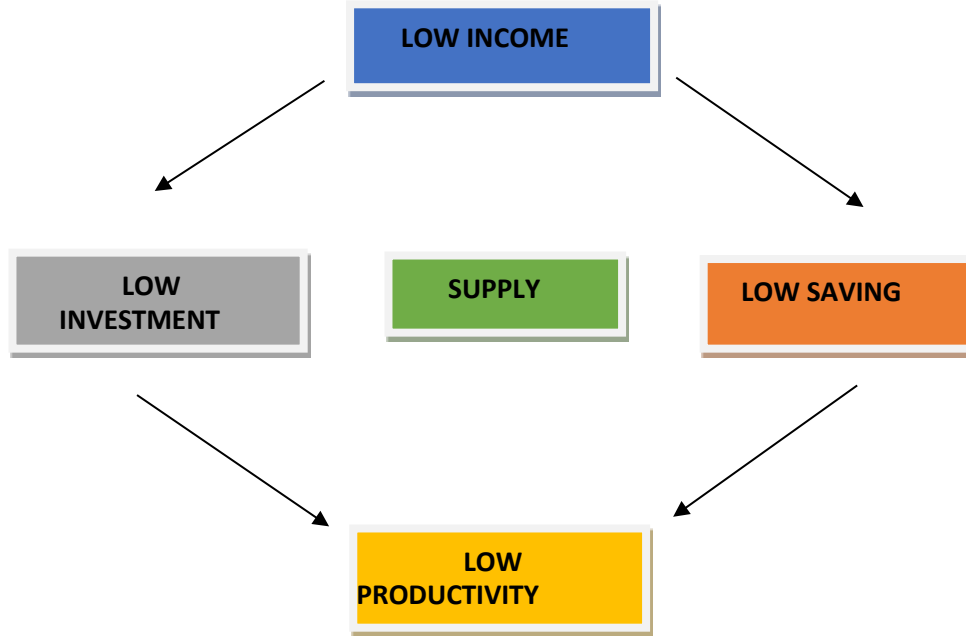 LOW INCOME
LOW
INVESTMENT
SUPPLY
LOW SAVING
LOW
PRODUCTIVITY